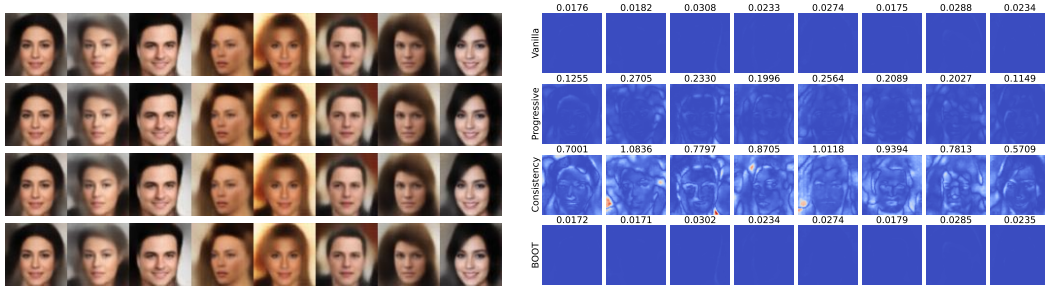 0.0176 0.0182 0.0308 0.0233 0.0274 0.0175 0.0288 0.0234
Vanilla
0.1255 0.2705 0.2330 0.1996 0.2564 0.2089 0.2027 0.1149
Progressive
0.7001 1.0836 0.7797 0.8705 1.0118 0.9394 0.7813 0.5709
Consistency
0.0172 0.0171 0.0302 0.0234 0.0274 0.0179 0.0285 0.0235
BOOT